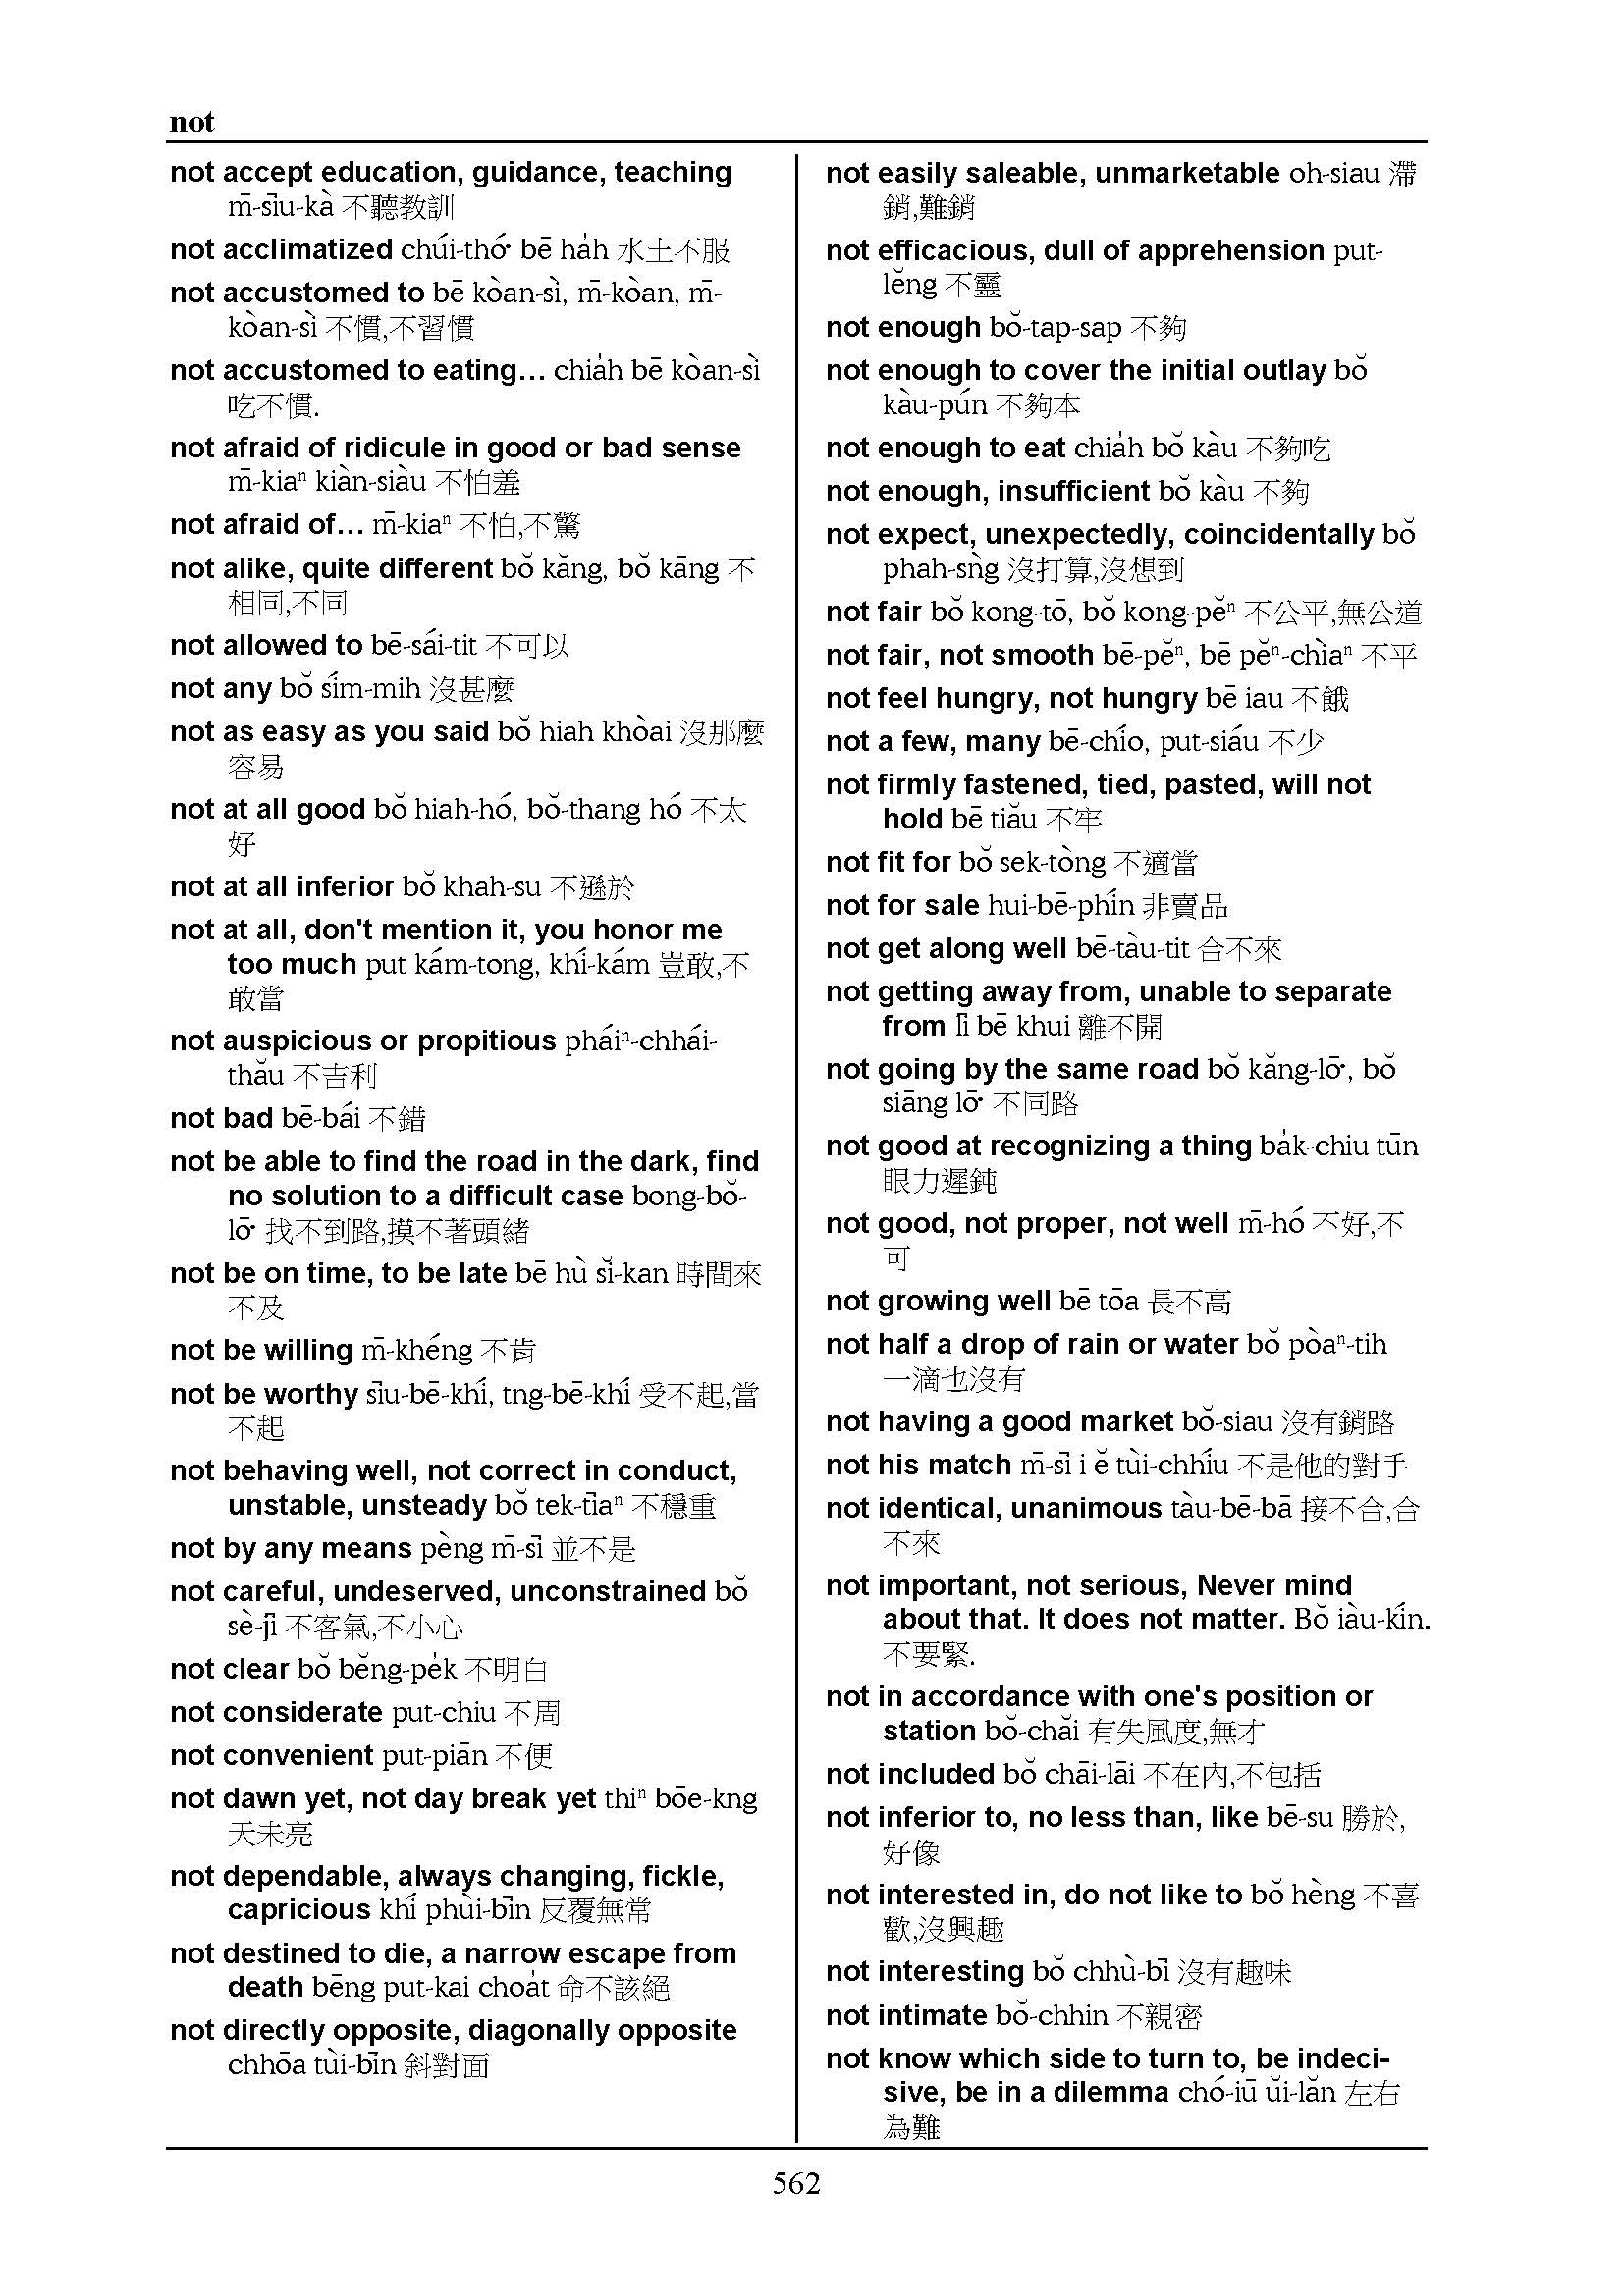 not
not accept education, guidance, teaching
m̄-sīu-kà 不聽教訓
not acclimatized chúi-thó͘ bē ha̍h 水土不服
not accustomed to bē kòan-sì, m̄-kòan, m̄-
kòan-sì 不慣,不習慣
not accustomed to eating… chia̍h bē kòan-sì
吃不慣.
not afraid of ridicule in good or bad sense
m̄-kiaⁿ kiàn-siàu 不怕羞
not afraid of… m̄-kiaⁿ 不怕,不驚
not alike, quite different bŏ kăng, bŏ kāng 不
相同,不同
not allowed to bē-sái-tit 不可以
not any bŏ sím-mih 沒甚麼
not as easy as you said bŏ hiah khòai 沒那麼
容易
not at all good bŏ hiah-hó, bŏ-thang hó 不太
好
not at all inferior bŏ khah-su 不遜於
not at all, don't mention it, you honor me
too much put kám-tong, khí-kám 豈敢,不
敢當
not auspicious or propitious pháiⁿ-chhái-
thău 不吉利
not bad bē-bái 不錯
not be able to find the road in the dark, find
no solution to a difficult case bong-bŏ-
lō͘ 找不到路,摸不著頭緒
not be on time, to be late bē hù sĭ-kan 時間來
不及
not be willing m̄-khéng 不肯
not be worthy sīu-bē-khí, tng-bē-khí 受不起,當
不起
not behaving well, not correct in conduct,
unstable, unsteady bŏ tek-tīaⁿ 不穩重
not by any means pèng m̄-sī 並不是
not careful, undeserved, unconstrained bŏ
sè-jī 不客氣,不小心
not clear bŏ bĕng-pe̍k 不明白
not considerate put-chiu 不周
not convenient put-piān 不便
not dawn yet, not day break yet thiⁿ bōe-kng
天未亮
not dependable, always changing, fickle,
capricious khí phùi-bīn 反覆無常
not destined to die, a narrow escape from
death bēng put-kai choa̍t 命不該絕
not directly opposite, diagonally opposite
chhōa tùi-bīn 斜對面
not easily saleable, unmarketable oh-siau 滯
銷,難銷
not efficacious, dull of apprehension put-
lĕng 不靈
not enough bŏ-tap-sap 不夠
not enough to cover the initial outlay bŏ
kàu-pún 不夠本
not enough to eat chia̍h bŏ kàu 不夠吃
not enough, insufficient bŏ kàu 不夠
not expect, unexpectedly, coincidentally bŏ
phah-sǹg 沒打算,沒想到
not fair bŏ kong-tō, bŏ kong-pĕⁿ 不公平,無公道
not fair, not smooth bē-pĕⁿ, bē pĕⁿ-chìaⁿ 不平
not feel hungry, not hungry bē iau 不餓
not a few, many bē-chío, put-siáu 不少
not firmly fastened, tied, pasted, will not
hold bē tiău 不牢
not fit for bŏ sek-tòng 不適當
not for sale hui-bē-phín 非賣品
not get along well bē-tàu-tit 合不來
not getting away from, unable to separate
from lī bē khui 離不開
not going by the same road bŏ kăng-lō͘, bŏ
siāng lō͘ 不同路
not good at recognizing a thing ba̍k-chiu tūn
眼力遲鈍
not good, not proper, not well m̄-hó 不好,不
可
not growing well bē tōa 長不高
not half a drop of rain or water bŏ pòaⁿ-tih
一滴也沒有
not having a good market bŏ-siau 沒有銷路
not his match m̄-sī i ĕ tùi-chhíu 不是他的對手
not identical, unanimous tàu-bē-bā 接不合,合
不來
not important, not serious, Never mind
about that. It does not matter. Bŏ iàu-kín.
不要緊.
not in accordance with one's position or
station bŏ-chăi 有失風度,無才
not included bŏ chāi-lāi 不在內,不包括
not inferior to, no less than, like bē-su 勝於,
好像
not interested in, do not like to bŏ hèng 不喜
歡,沒興趣
not interesting bŏ chhù-bī 沒有趣味
not intimate bŏ-chhin 不親密
not know which side to turn to, be indeci-
sive, be in a dilemma chó-iū ŭi-lăn 左右
為難
562